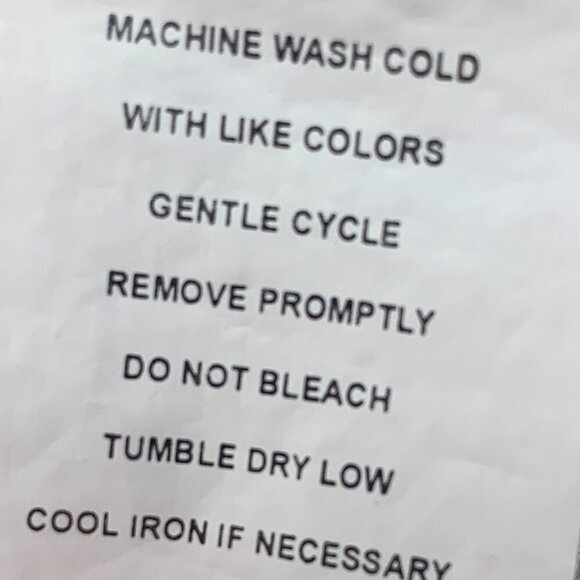 MACHINE WASH COLD
WITH LIKE COLORS
GENTLE CYCLE
REMOVE PROMPTLY
DO NOT BLEACH
TUMBLE DRY LOW
COOL IRON IF NECESSARY